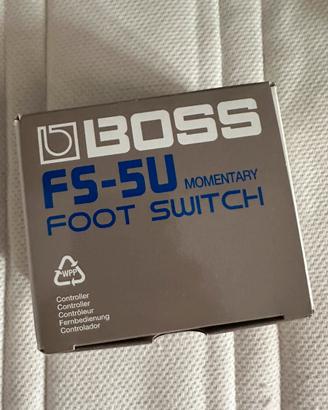 BOSS
FS-5U MOMENTARY
FOOT SWITCH
WPP
Controller
Controller
Contrôleur
Fernbedienung
Controlador